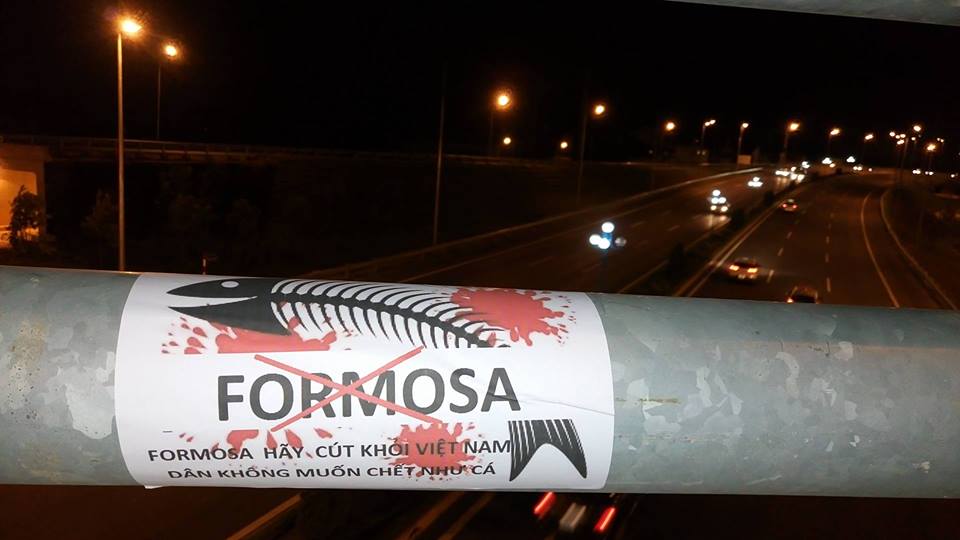 FORMOSA
FORMOSA HÃY CÚT KHỎI VIỆT NAM
DÂN KHÔNG MUỐN CHẾT NHƯ CÁ